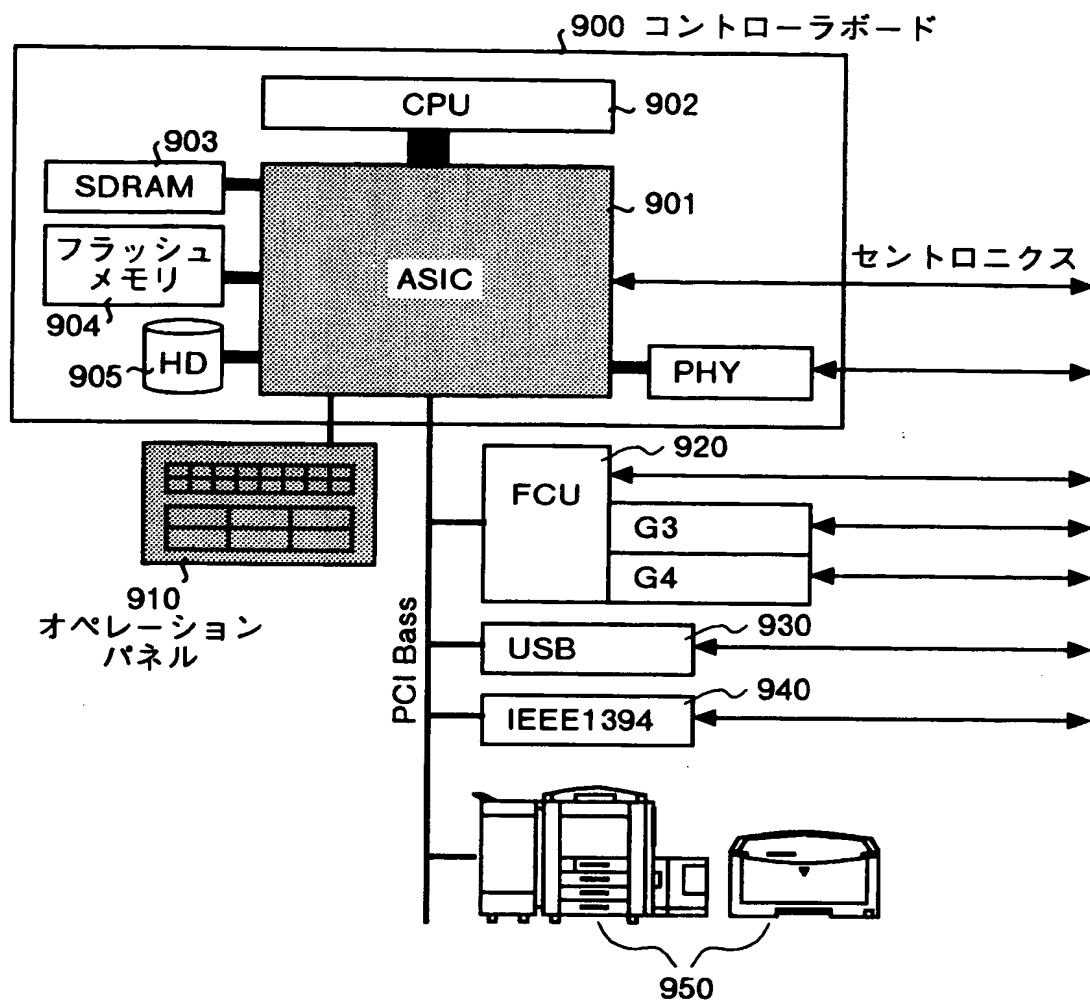 900 コントローラボード
CPU
902
903
SDRAM
901
フラッシュ
メモリ
ASIC
セントロニクス
904
HD
905
PHY
920
FCU
G3
G4
910
オペレーション
パネル
PCI Bass
930
USB
940
IEEE1394
950